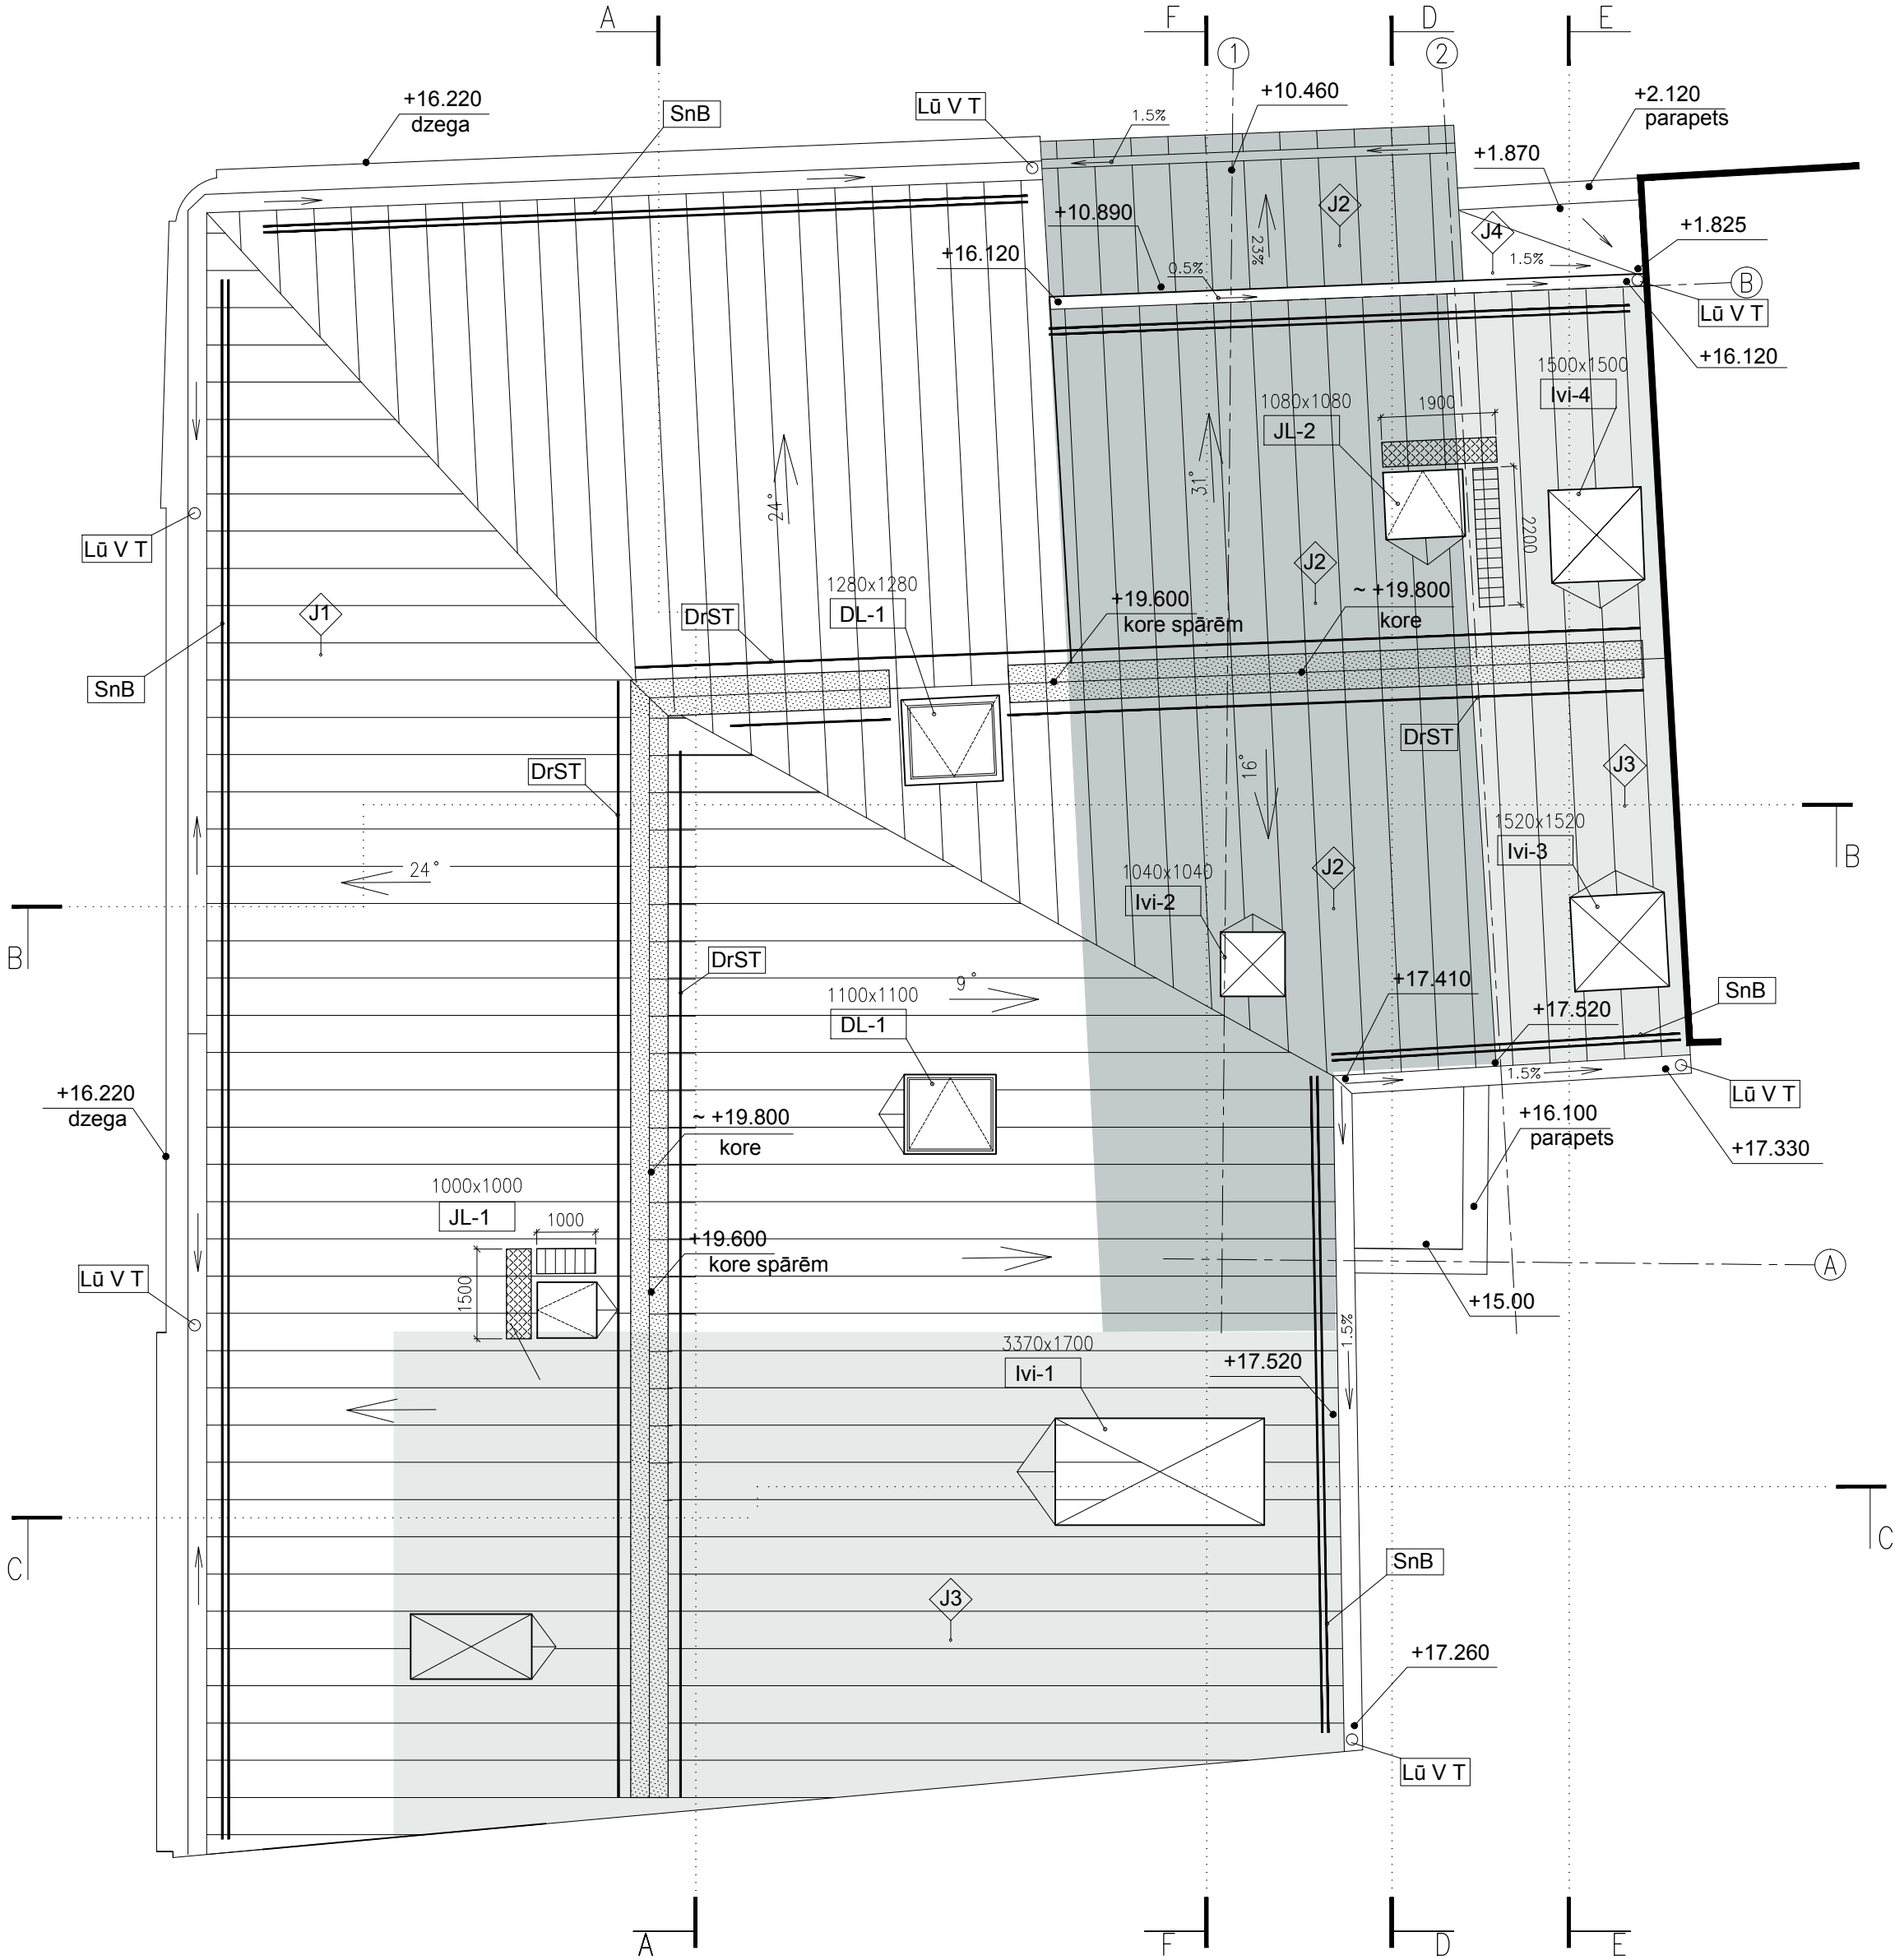 A
F
D
E
1
2
+16.220
dzega
SnB
Lū V T
1.5%
+10.460
+2.120
parapets
+1.870
J2
J4
+10.890
23%
+1.825
+16.120
0.5%
1.5%
B
Lū V T
+16.120
1500x1500
Ivi-4
1080x1080
JL-2
1900
24°
31°
2200
Lū V T
J2
1280x1280
DL-1
J1
DrST
+19.600
kore spārēm
~ +19.800
kore
SnB
DrST
J3
DrST
16°
1520x1520
Ivi-3
B
24°
J2
1040x1040
Ivi-2
B
DrST
9°
+17.410
1100x1100
DL-1
SnB
+17.520
1.5%
Lū V T
+16.220
dzega
~ +19.800
kore
+16.100
parapets
+17.330
1000x1000
JL-1
1000
+19.600
kore spārēm
A
Lū V T
1500
+15.00
1.5%
3370x1700
Ivi-1
+17.520
C
C
SnB
J3
+17.260
Lū V T
A
F
D
E